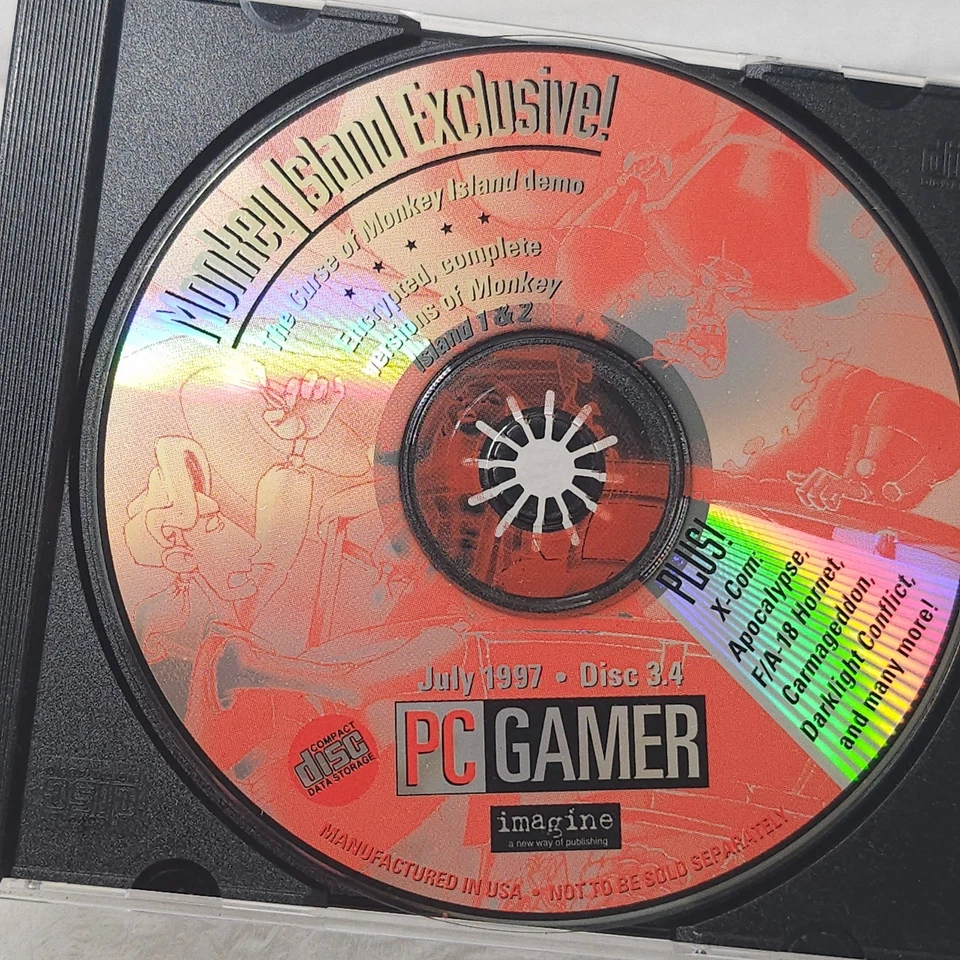 Monkey Island Exclusive!
The Curse of Monkey Island demo
★ ★ ★ ★
Encrypted, complete
versions of Monkey
Island 1 & 2
PLUS!
X-Com:
Apocalypse,
F/A-18 Hornet,
Carmageddon,
Darklight Conflict,
and many more!
July 1997 • Disc 3.4
PC GAMER
COMPACT
disc
DATA STORAGE
imagine
a new way of publishing
MANUFACTURED IN USA • NOT TO BE SOLD SEPARATELY